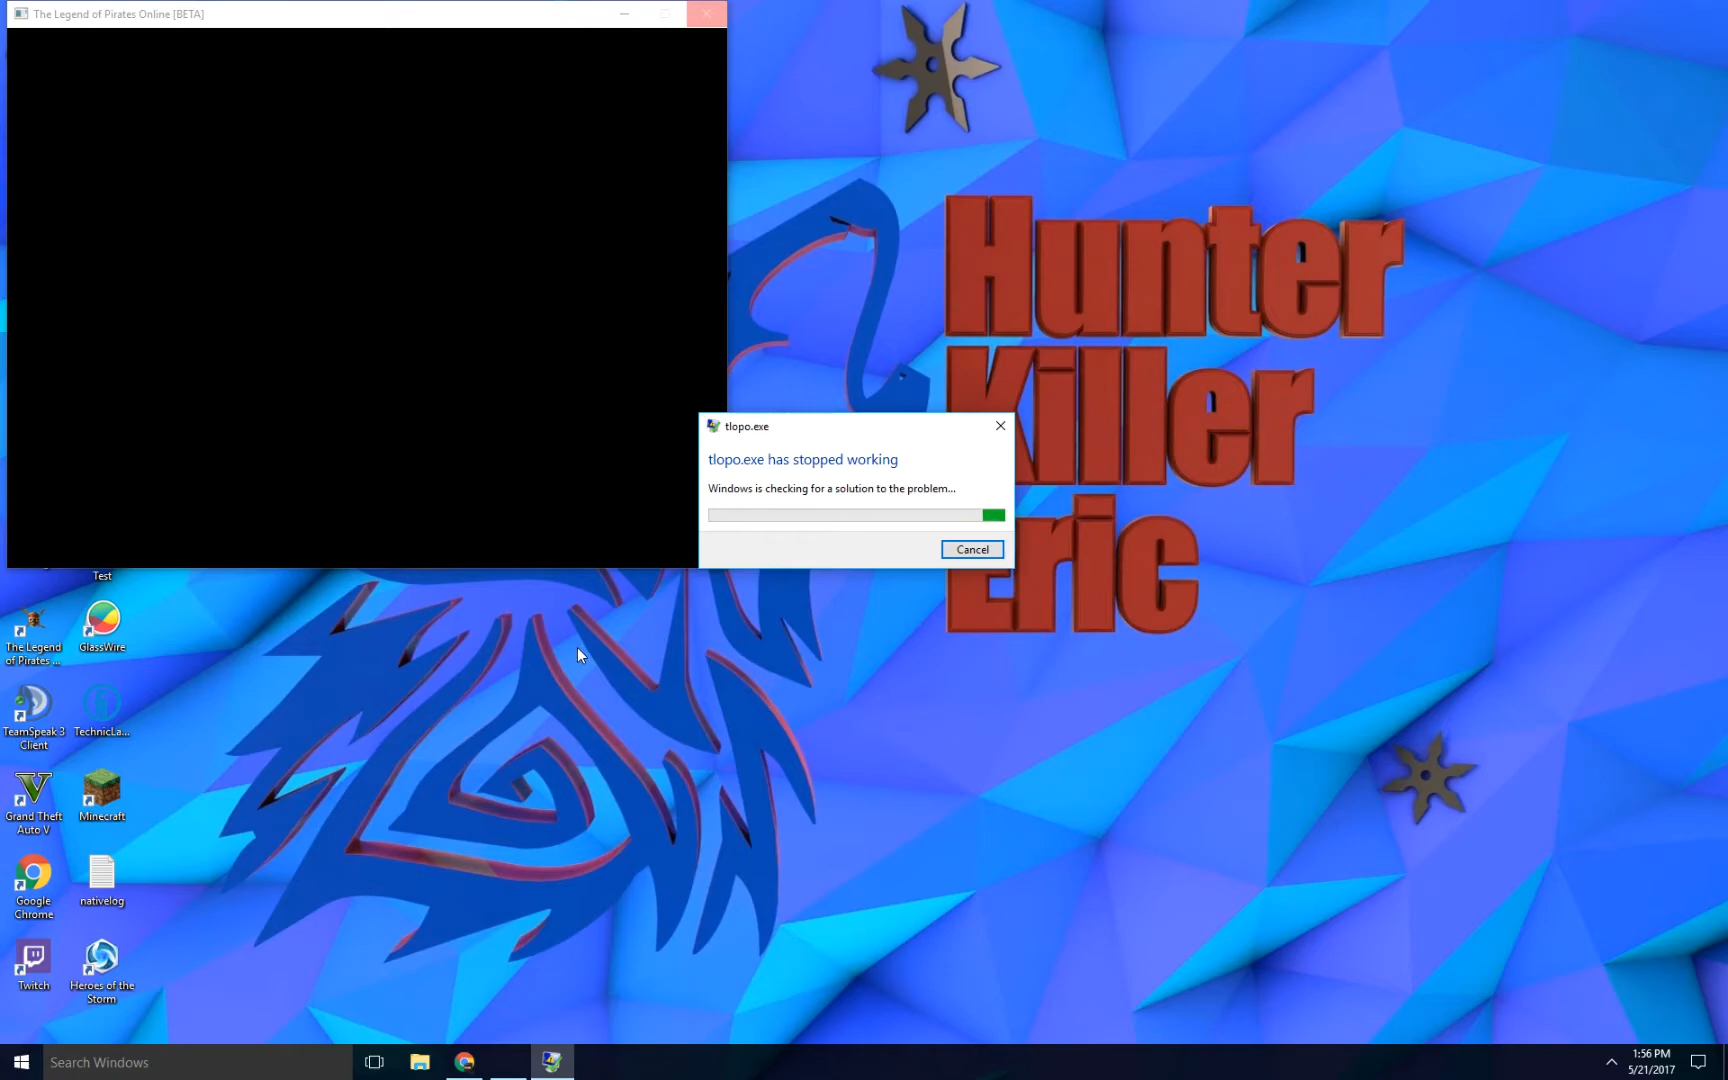 The Legend of Pirates Online [BETA]
Hunter
Killer
Eric
tlopo.exe
tlopo.exe has stopped working
Windows is checking for a solution to the problem...
Cancel
Test
The Legend
of Pirates ...
GlassWire
TeamSpeak 3
Client
TechnicLa...
Grand Theft
Auto V
Minecraft
Google
Chrome
nativelog
Twitch
Heroes of the
Storm
Search Windows
1:56 PM
5/21/2017